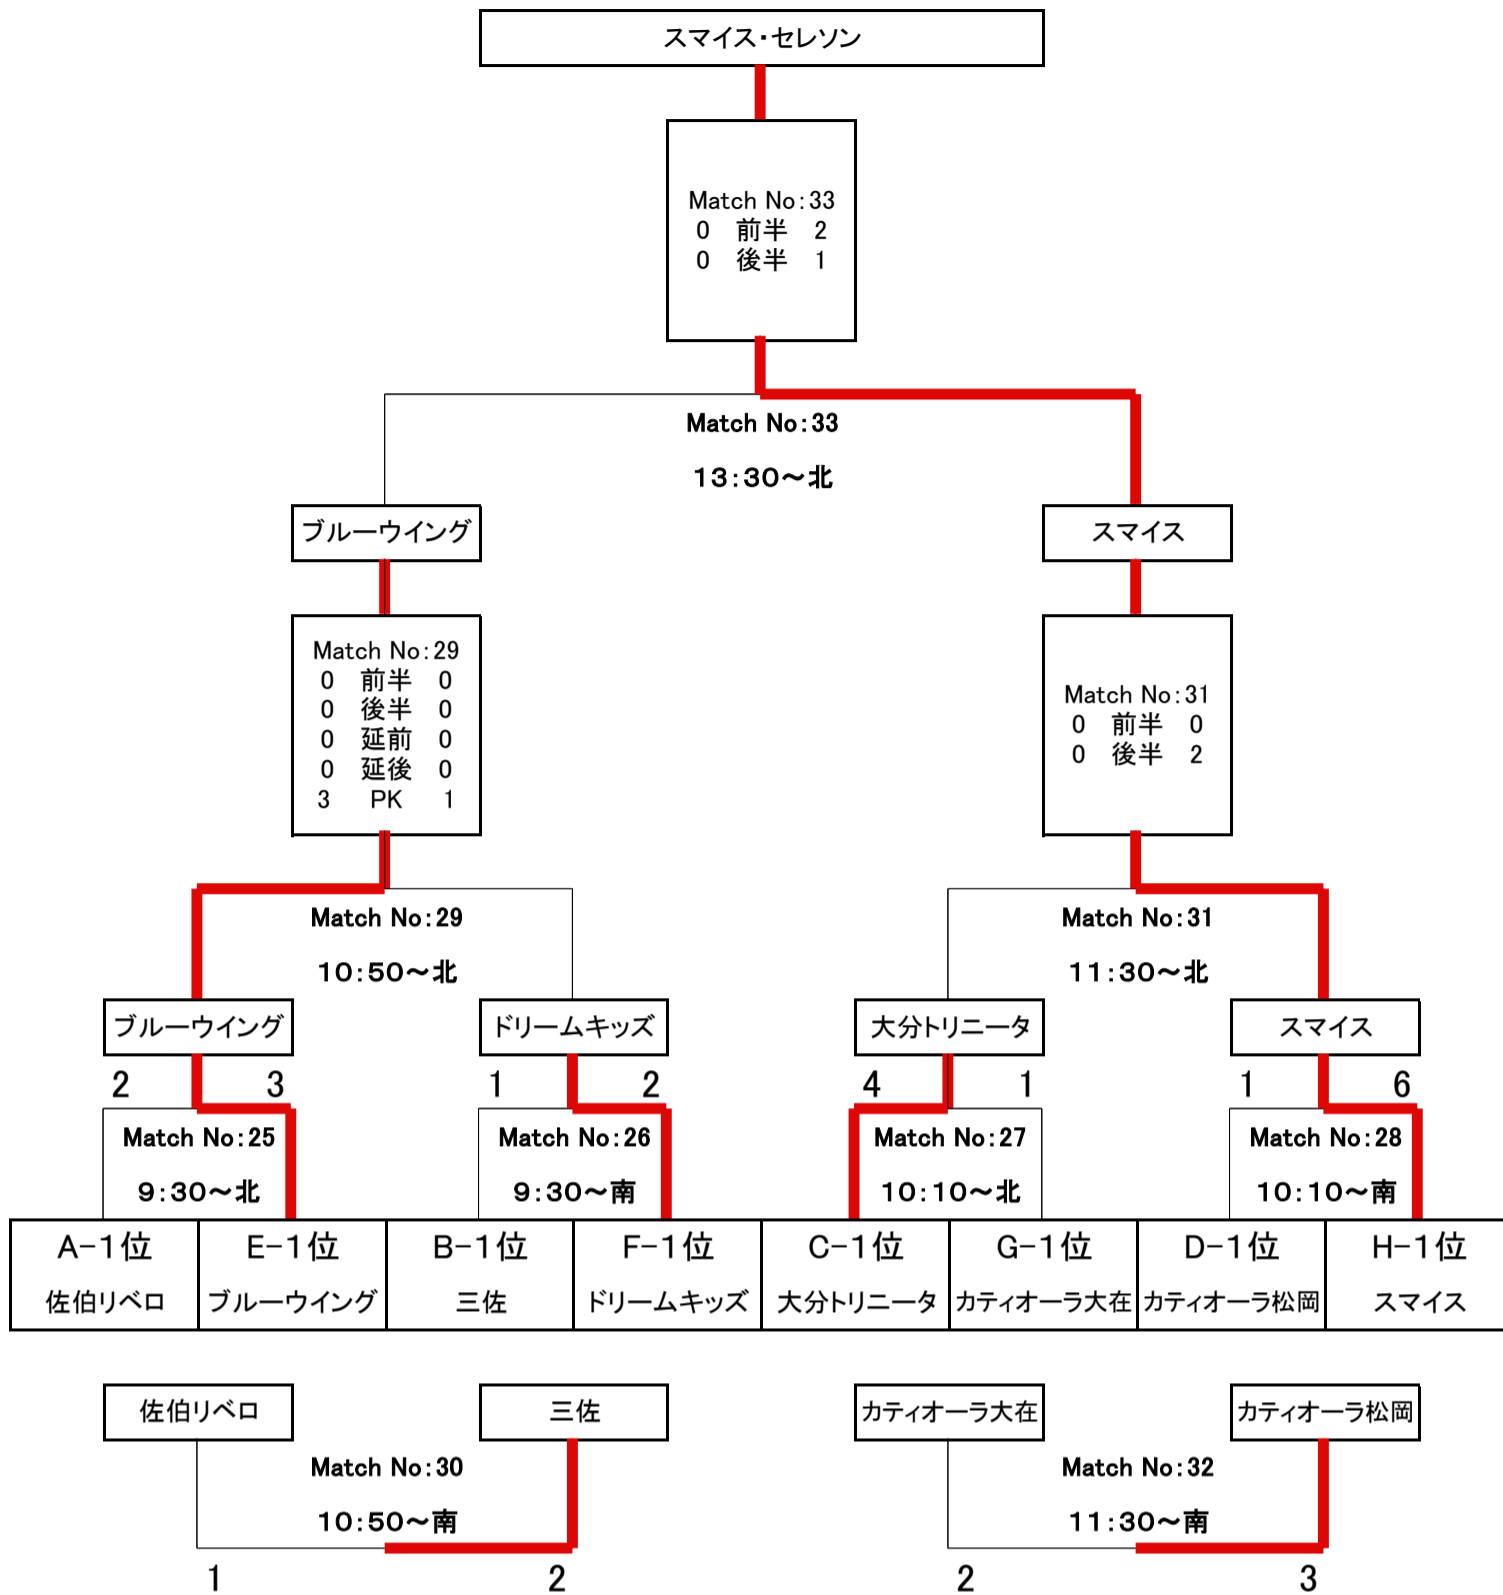 スマイス・セレソン
Match No:33
0 前半 2
0 後半 1
Match No:33
13:30～北
ブルーウイング
スマイス
Match No:29
0 前半 0
0 後半 0
0 延前 0
0 延後 0
3 PK 1
Match No:31
0 前半 0
0 後半 2
Match No:29
10:50～北
Match No:31
11:30～北
ブルーウイング
ドリームキッズ
大分トリニータ
スマイス
2 3
1 2
4 1
1 6
Match No:25
9:30～北
Match No:26
9:30～南
Match No:27
10:10～北
Match No:28
10:10～南
A-1位
佐伯リベロ
E-1位
ブルーウイング
B-1位
三佐
F-1位
ドリームキッズ
C-1位
大分トリニータ
G-1位
カティオーラ大在
D-1位
カティオーラ松岡
H-1位
スマイス
佐伯リベロ
三佐
カティオーラ大在
カティオーラ松岡
Match No:30
10:50～南
Match No:32
11:30～南
1 2
2 3